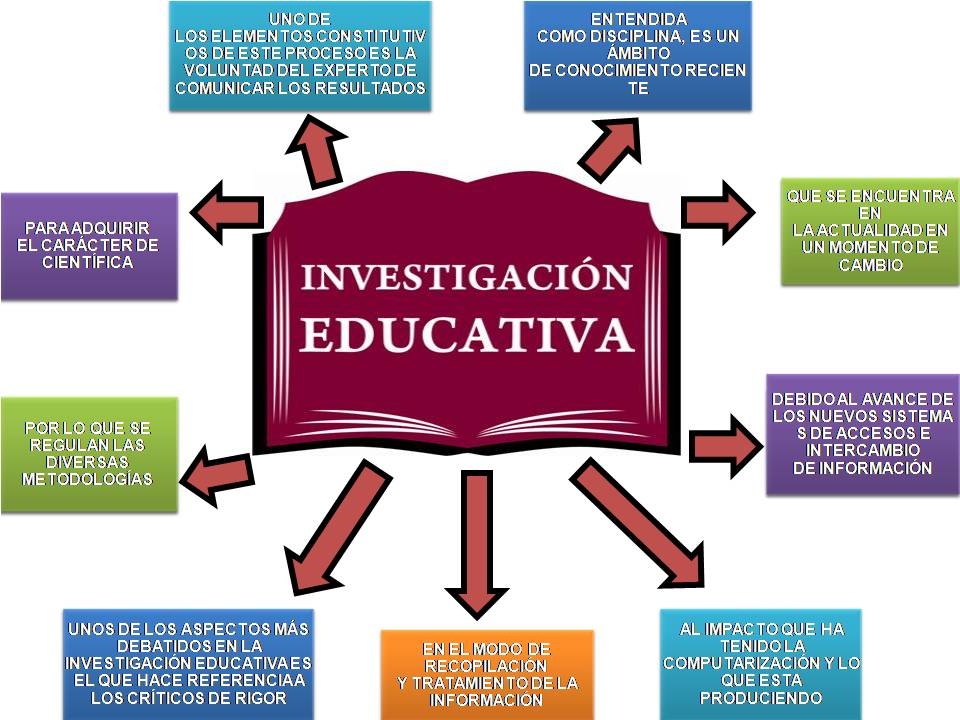 UNO DE
LOS ELEMENTOS CONSTITUTIV
OS DE ESTE PROCESO ES LA
VOLUNTAD DEL EXPERTO DE
COMUNICAR LOS RESULTADOS
ENTENDIDA
COMO DISCIPLINA, ES UN
ÁMBITO
DE CONOCIMIENTO RECIEN
TE
PARA ADQUIRIR
EL CARÁCTER DE
CIENTÍFICA
QUE SE ENCUENTRA
EN
LA ACTUALIDAD EN
UN MOMENTO DE
CAMBIO
INVESTIGACIÓN
EDUCATIVA
POR LO QUE SE
REGULAN LAS
DIVERSAS
METODOLOGÍAS
DEBIDO AL AVANCE DE
LOS NUEVOS SISTEMA
S DE ACCESOS E
INTERCAMBIO
DE INFORMACIÓN
UNOS DE LOS ASPECTOS MÁS
DEBATIDOS EN LA
INVESTIGACIÓN EDUCATIVA ES
EL QUE HACE REFERENCIA A
LOS CRÍTICOS DE RIGOR
EN EL MODO DE
RECOPILACIÓN
Y TRATAMIENTO DE LA
INFORMACIÓN
AL IMPACTO QUE HA
TENIDO LA
COMPUTARIZACIÓN Y LO
QUE ESTA
PRODUCIENDO